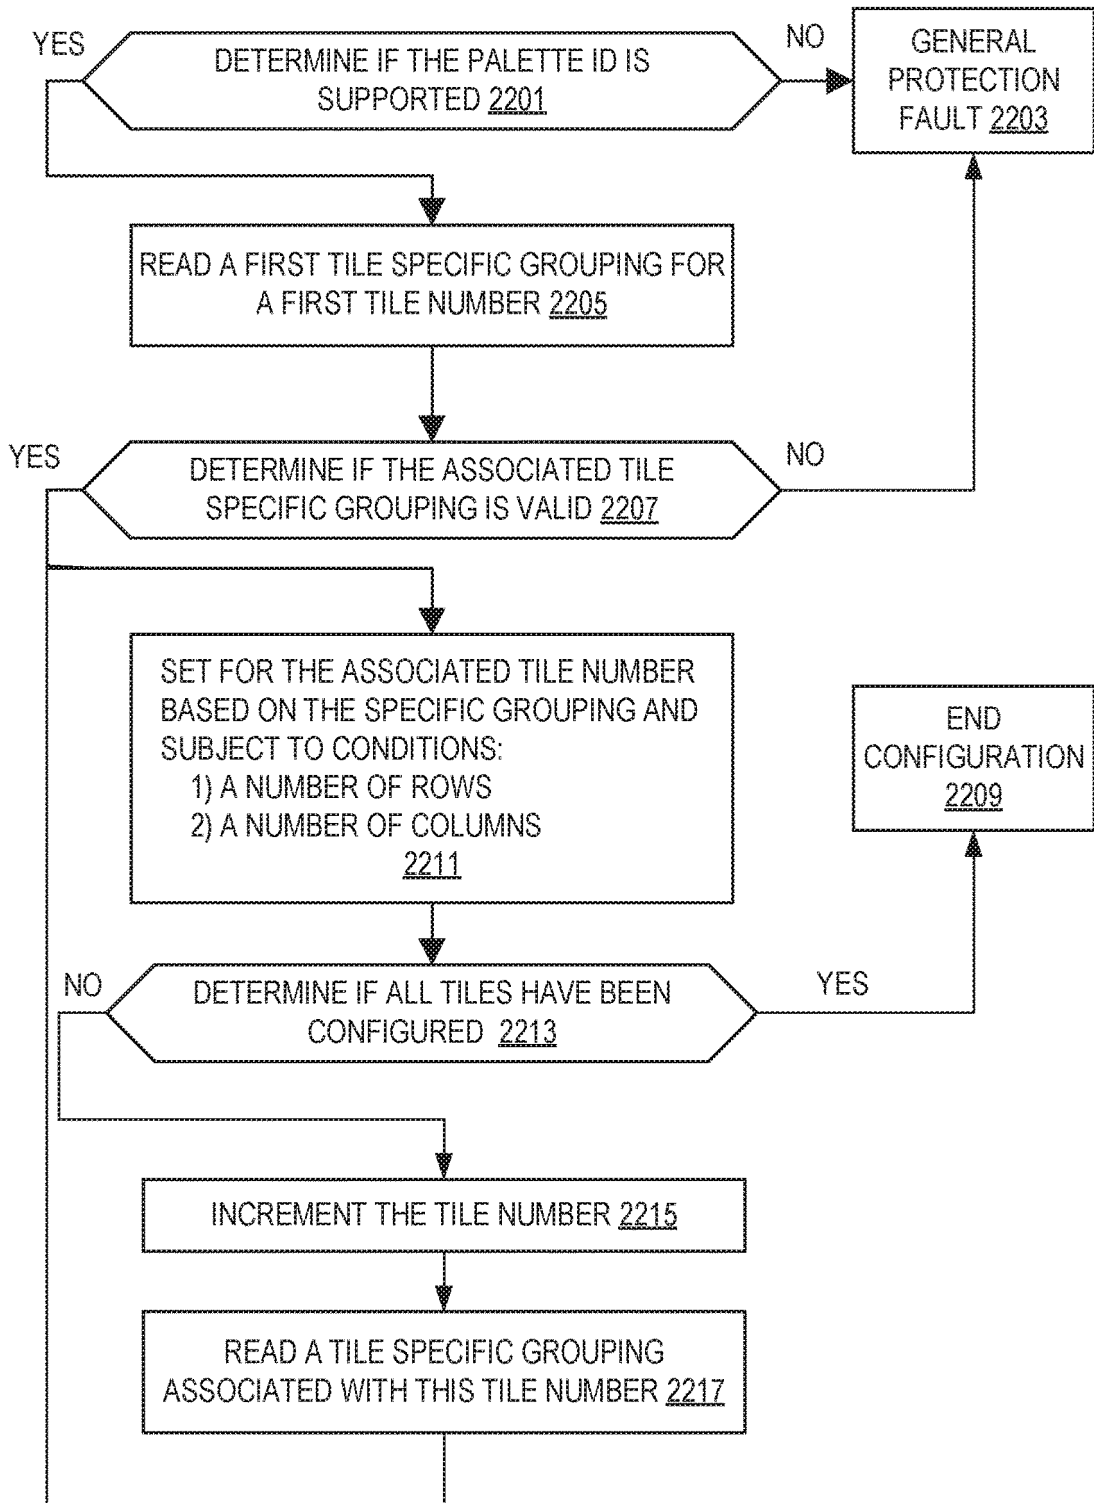 YES
DETERMINE IF THE PALETTE ID IS
SUPPORTED 2201
NO
GENERAL
PROTECTION
FAULT 2203
READ A FIRST TILE SPECIFIC GROUPING FOR
A FIRST TILE NUMBER 2205
YES
DETERMINE IF THE ASSOCIATED TILE
SPECIFIC GROUPING IS VALID 2207
NO
SET FOR THE ASSOCIATED TILE NUMBER
BASED ON THE SPECIFIC GROUPING AND
SUBJECT TO CONDITIONS:
1) A NUMBER OF ROWS
2) A NUMBER OF COLUMNS
2211
END
CONFIGURATION
2209
NO
DETERMINE IF ALL TILES HAVE BEEN
CONFIGURED 2213
YES
INCREMENT THE TILE NUMBER 2215
READ A TILE SPECIFIC GROUPING
ASSOCIATED WITH THIS TILE NUMBER 2217